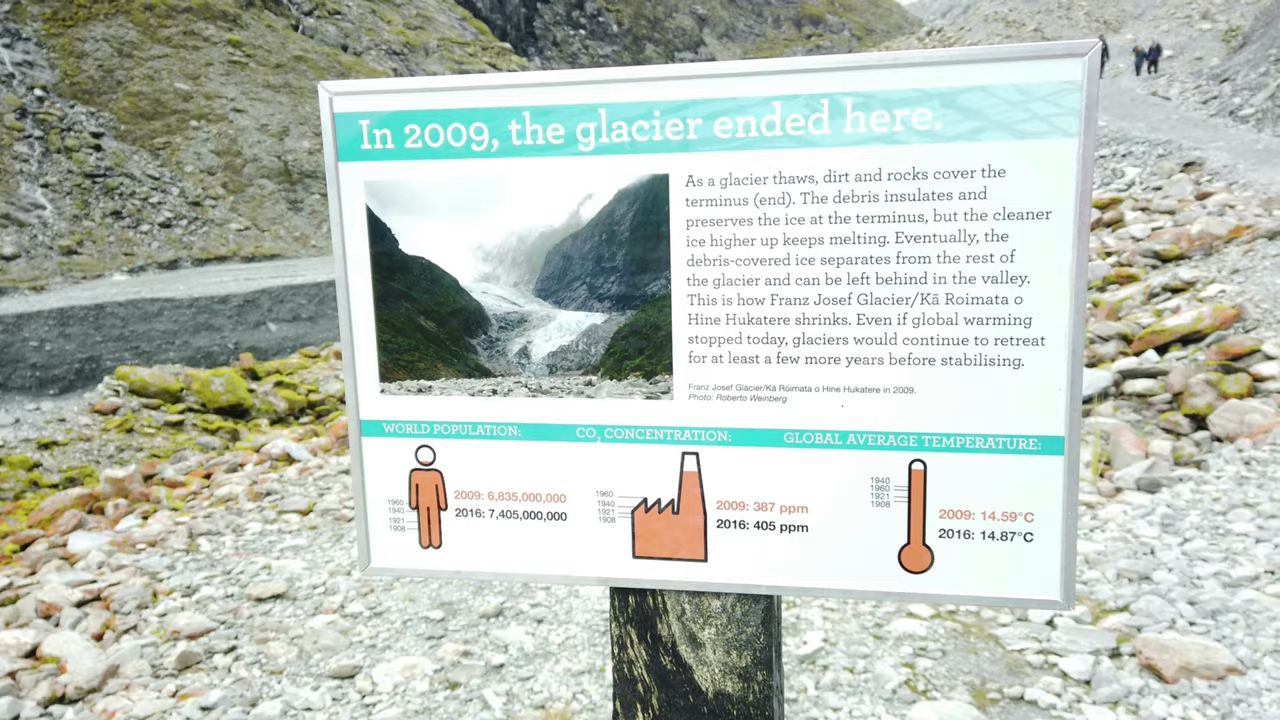 In 2009, the glacier ended here.
As a glacier thaws, dirt and rocks cover the
terminus (end). The debris insulates and
preserves the ice at the terminus, but the cleaner
ice higher up keeps melting. Eventually, the
debris-covered ice separates from the rest of
the glacier and can be left behind in the valley.
This is how Franz Josef Glacier/Kā Roimata o
Hine Hukatere shrinks. Even if global warming
stopped today, glaciers would continue to retreat
for at least a few more years before stabilising.
Franz Josef Glacier/Kā Roimata o Hine Hukatere in 2009.
Photo: Roberto Weinberg
WORLD POPULATION:
1960
1940
1921
1908
2009: 6,835,000,000
2016: 7,405,000,000
CO₂ CONCENTRATION:
1960
1940
1921
1908
2009: 387 ppm
2016: 405 ppm
GLOBAL AVERAGE TEMPERATURE:
1940
1960
1921
1908
2009: 14.59°C
2016: 14.87°C